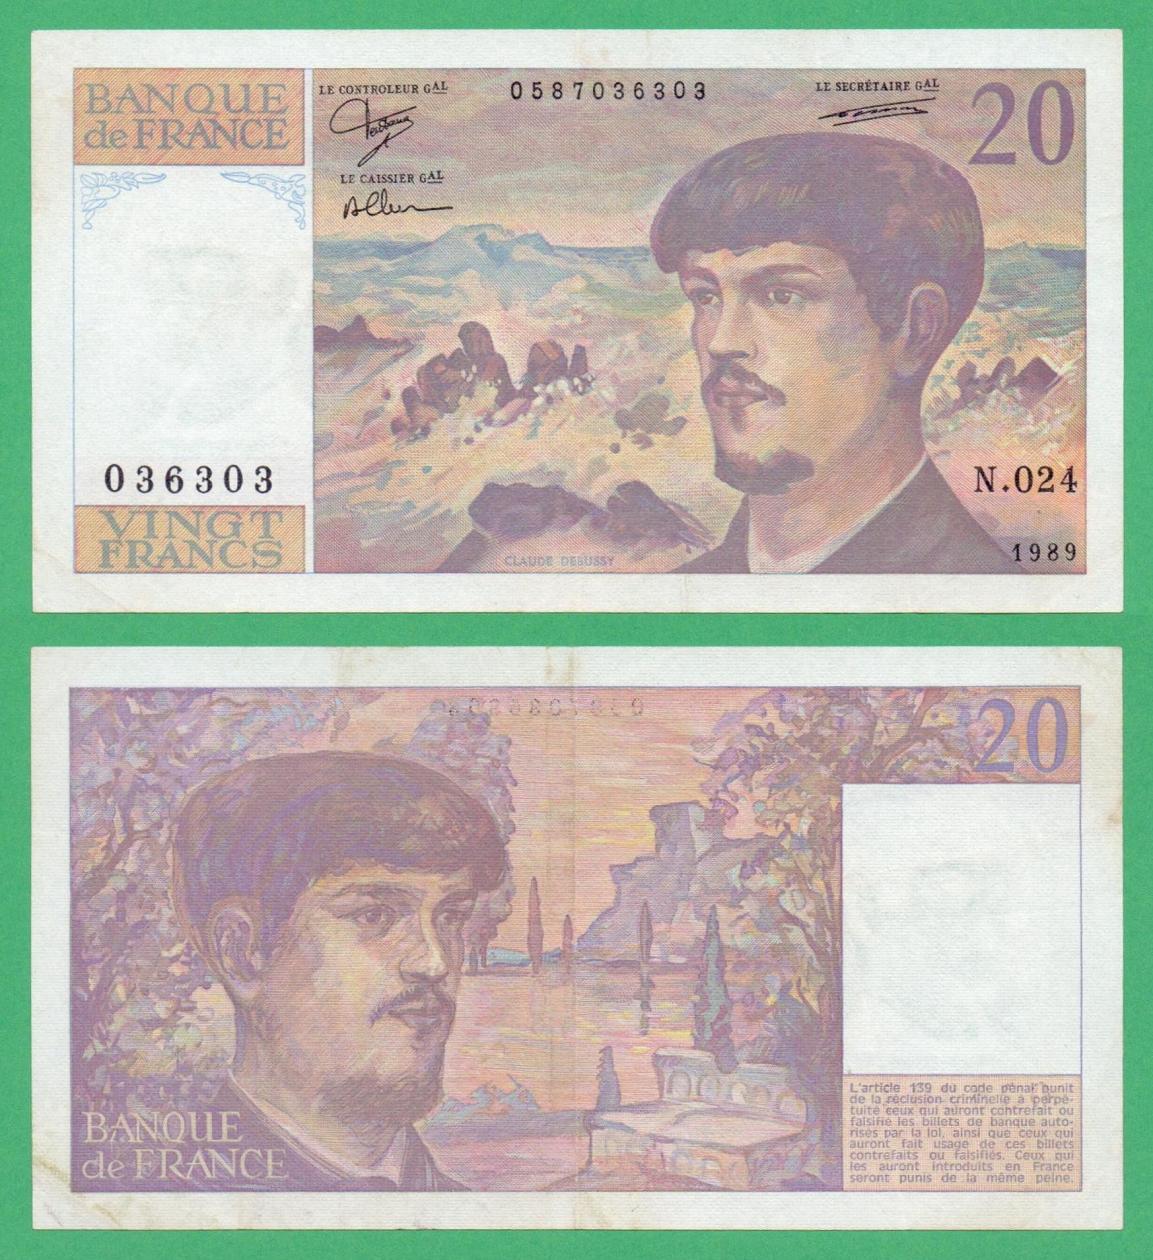 BANQUE
de FRANCE
LE CONTROLEUR GAL
0587036303
LE SECRÉTAIRE GAL
20
LE CAISSIER GAL
036303
N.024
VINGT
FRANCS
CLAUDE DEBUSSY
1989
20
BANQUE
de FRANCE
L'article 139 du code pénal punit
de la réclusion criminelle à perpé-
tuité ceux qui auront contrefait ou
falsifié les billets de banque auto-
risés par la loi, ainsi que ceux qui
auront fait usage de ces billets
contrefaits ou falsifiés. Ceux qui
les auront introduits en France
seront punis de la même peine.